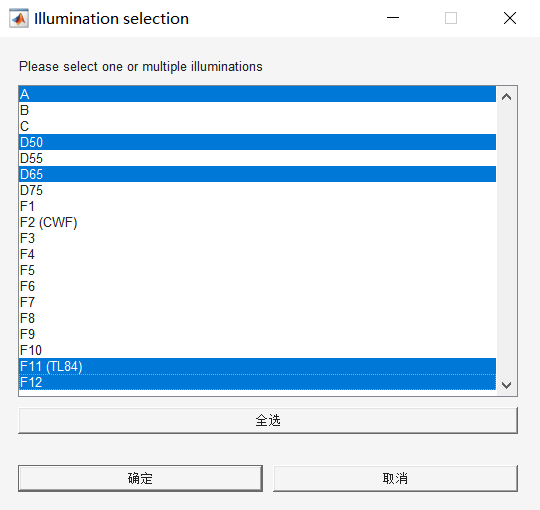 Illumination selection
Please select one or multiple illuminations
A
B
C
D50
D55
D65
D75
F1
F2 (CWF)
F3
F4
F5
F6
F7
F8
F9
F10
F11 (TL84)
F12
全选
确定
取消